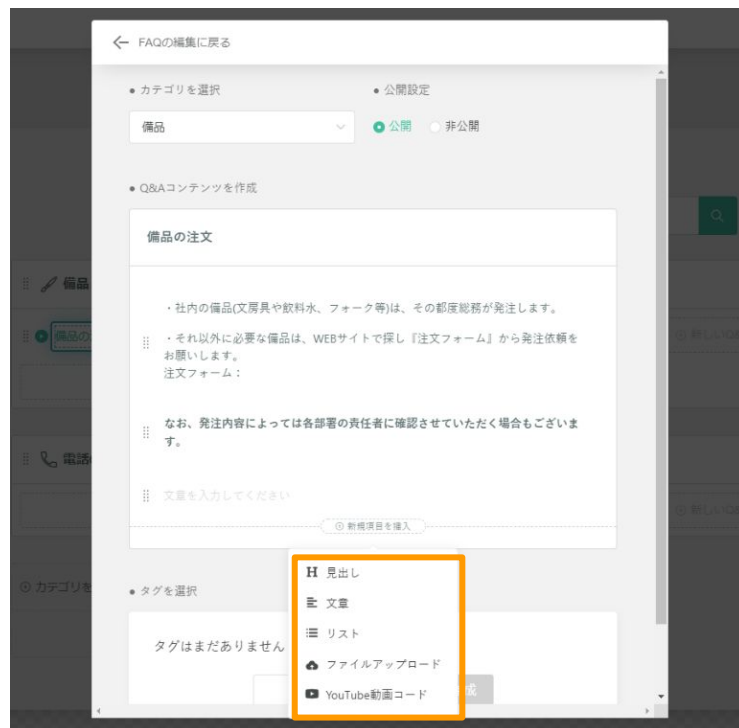 FAQの編集に戻る
カテゴリを選択
公開設定
備品
公開
非公開
Q&Aコンテンツを作成
備品の注文
備品
・社内の備品(文房具や飲料水、フォーク等)は、その都度総務が発注します。
備品の
・それ以外に必要な備品は、WEBサイトで探し『注文フォーム』から発注依頼を
お願いします。
注文フォーム：
なお、発注内容によっては各部署の責任者に確認させていただく場合もございま
す。
電話
文章を入力してください
新規項目を挿入
H 見出し
カテゴリを
タグを選択
文章
リスト
タグはまだありません
ファイルアップロード
YouTube動画コード
成